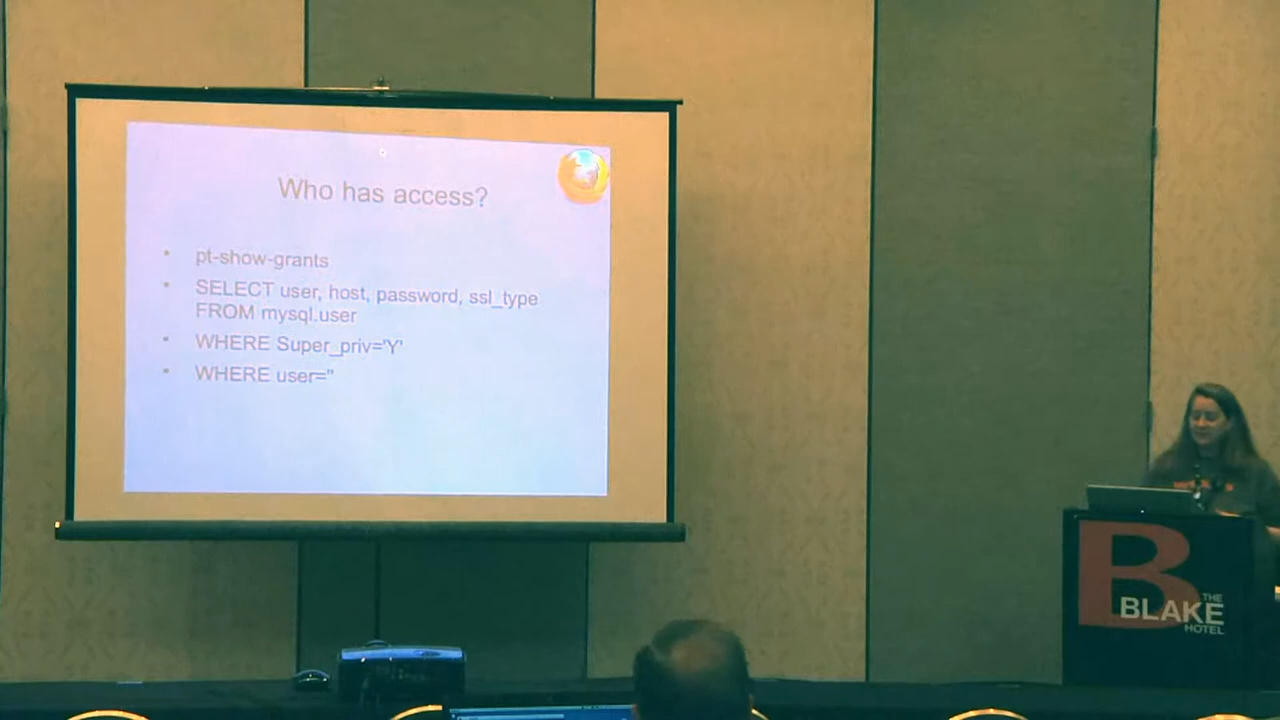 Who has access?
pt-show-grants
SELECT user, host, password, ssl_type
FROM mysql.user
WHERE Super_priv='Y'
WHERE user=''
B
THE
BLAKE
HOTEL